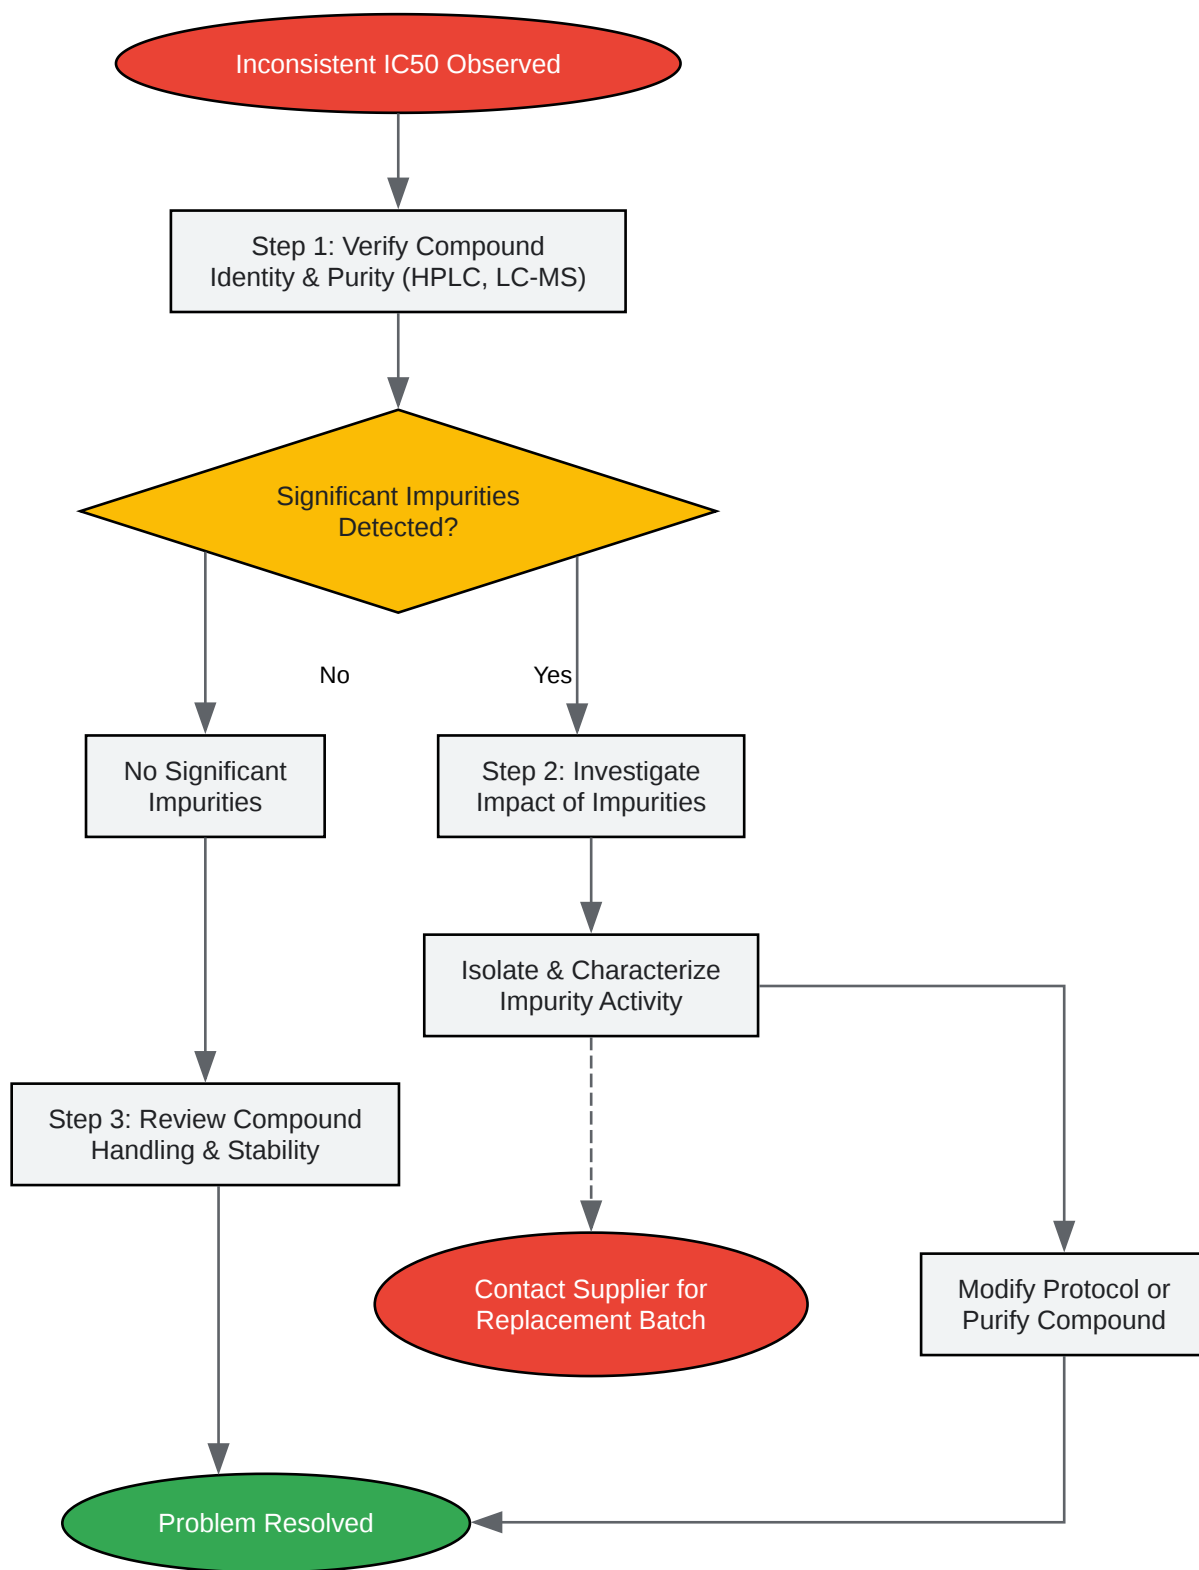 Inconsistent IC50 Observed
Step 1: Verify Compound
Identity & Purity (HPLC, LC-MS)
Significant Impurities
Detected?
No
Yes
No Significant
Impurities
Step 2: Investigate
Impact of Impurities
Isolate & Characterize
Impurity Activity
Step 3: Review Compound
Handling & Stability
Contact Supplier for
Replacement Batch
Modify Protocol or
Purify Compound
Problem Resolved